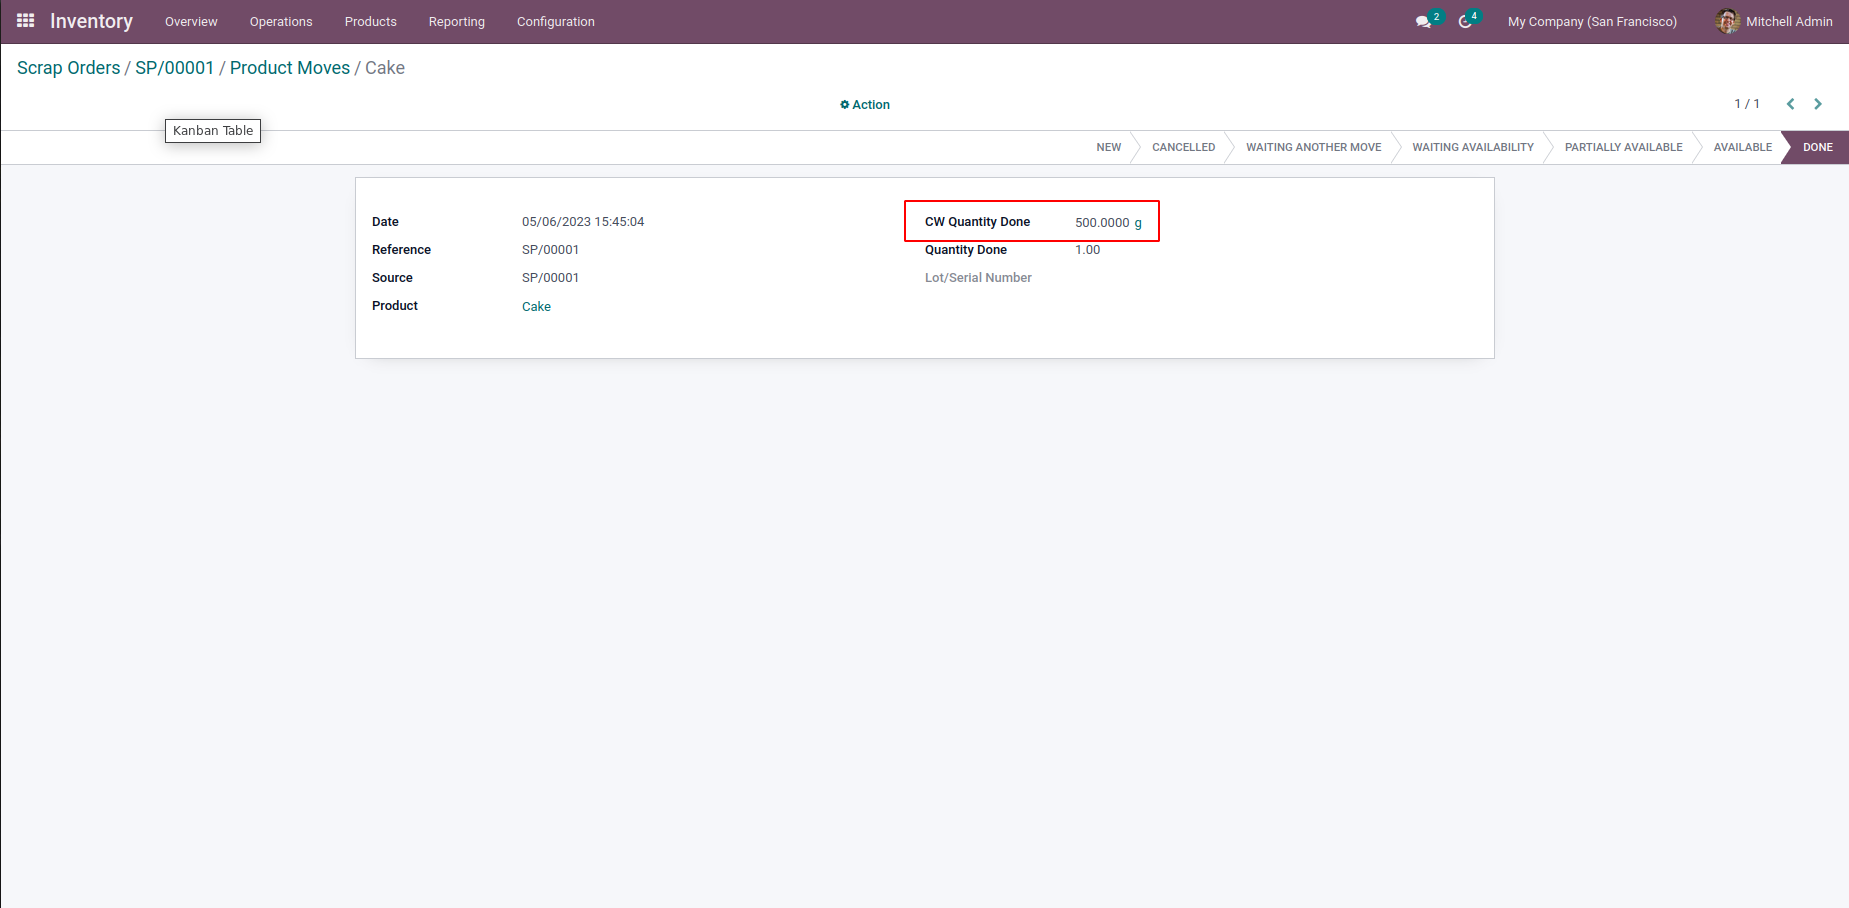 Inventory Overview Operations Products Reporting Configuration 2 4 My Company (San Francisco) Mitchell Admin
Scrap Orders / SP/00001 / Product Moves / Cake
Action 1 / 1
Kanban Table
NEW CANCELLED WAITING ANOTHER MOVE WAITING AVAILABILITY PARTIALLY AVAILABLE AVAILABLE DONE
Date 05/06/2023 15:45:04
Reference SP/00001
Source SP/00001
Product Cake
CW Quantity Done 500.0000 g
Quantity Done 1.00
Lot/Serial Number